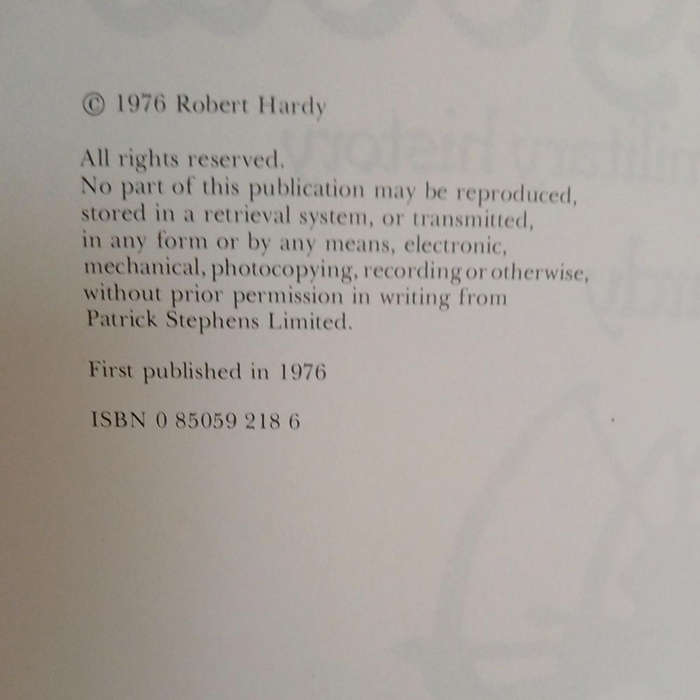 © 1976 Robert Hardy
All rights reserved.
No part of this publication may be reproduced,
stored in a retrieval system, or transmitted,
in any form or by any means, electronic,
mechanical, photocopying, recording or otherwise,
without prior permission in writing from
Patrick Stephens Limited.
First published in 1976
ISBN 0 85059 218 6